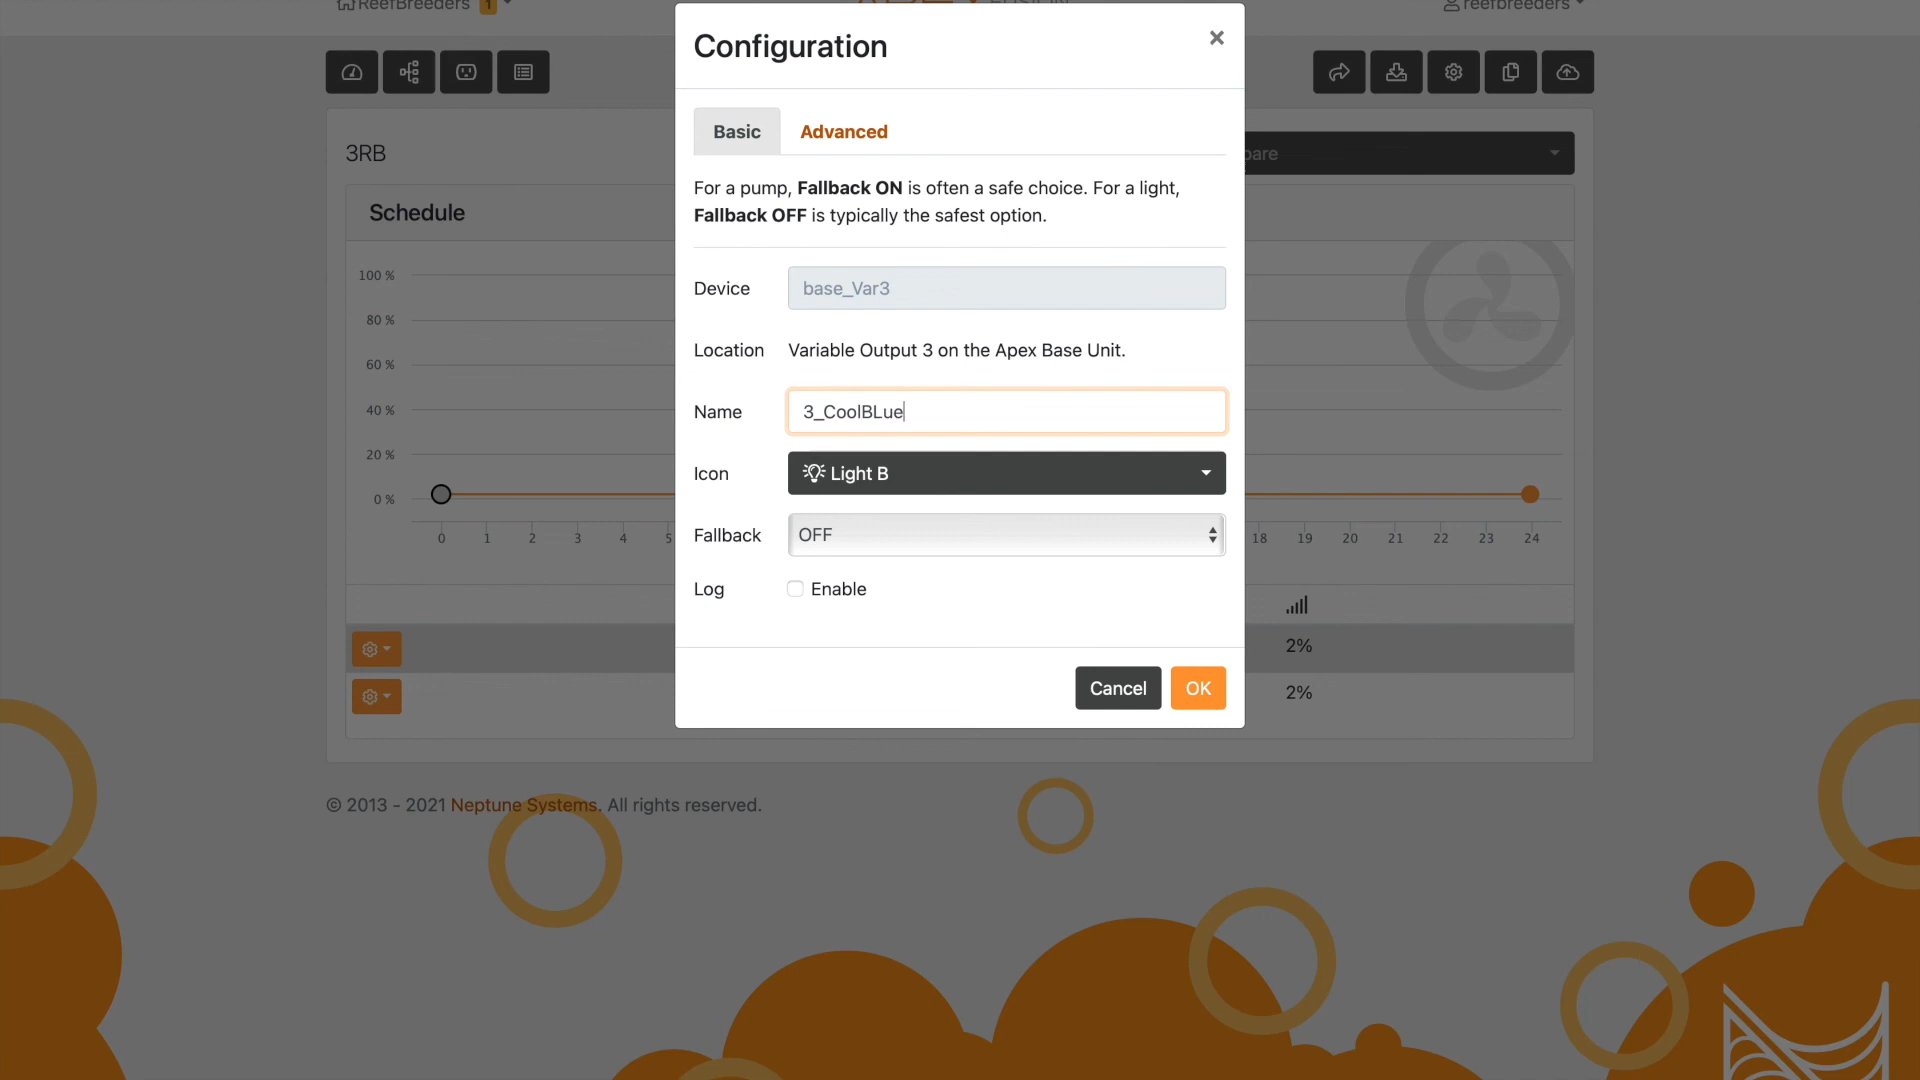 ReefBreeders 1
reefbreeders
Configuration
×
3RB
Basic
Advanced
For a pump, Fallback ON is often a safe choice. For a light,
Fallback OFF is typically the safest option.
Schedule
100 %
80 %
60 %
40 %
20 %
0 %
0 1 2 3 4 5
18 19 20 21 22 23 24
Device
base_Var3
Location
Variable Output 3 on the Apex Base Unit.
Name
3_CoolBLue
Icon
Light B
Fallback
OFF
Log
Enable
2%
2%
Cancel
OK
© 2013 - 2021 Neptune Systems. All rights reserved.